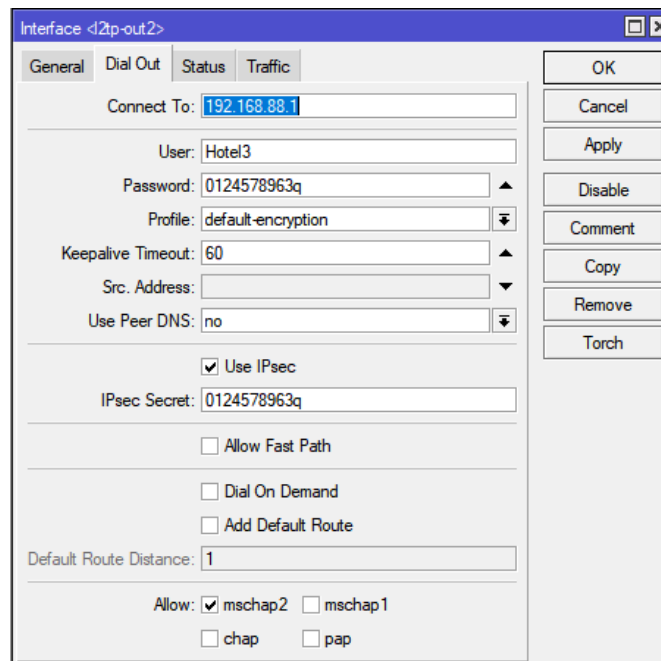 Interface <l2tp-out2>
General Dial Out Status Traffic
Connect To: 192.168.88.1
User: Hotel3
Password: 0124578963q
Profile: default-encryption
Keepalive Timeout: 60
Src. Address:
Use Peer DNS: no
Use IPsec
IPsec Secret: 0124578963q
Allow Fast Path
Dial On Demand
Add Default Route
Default Route Distance: 1
Allow: mschap2 mschap1
chap pap
OK
Cancel
Apply
Disable
Comment
Copy
Remove
Torch